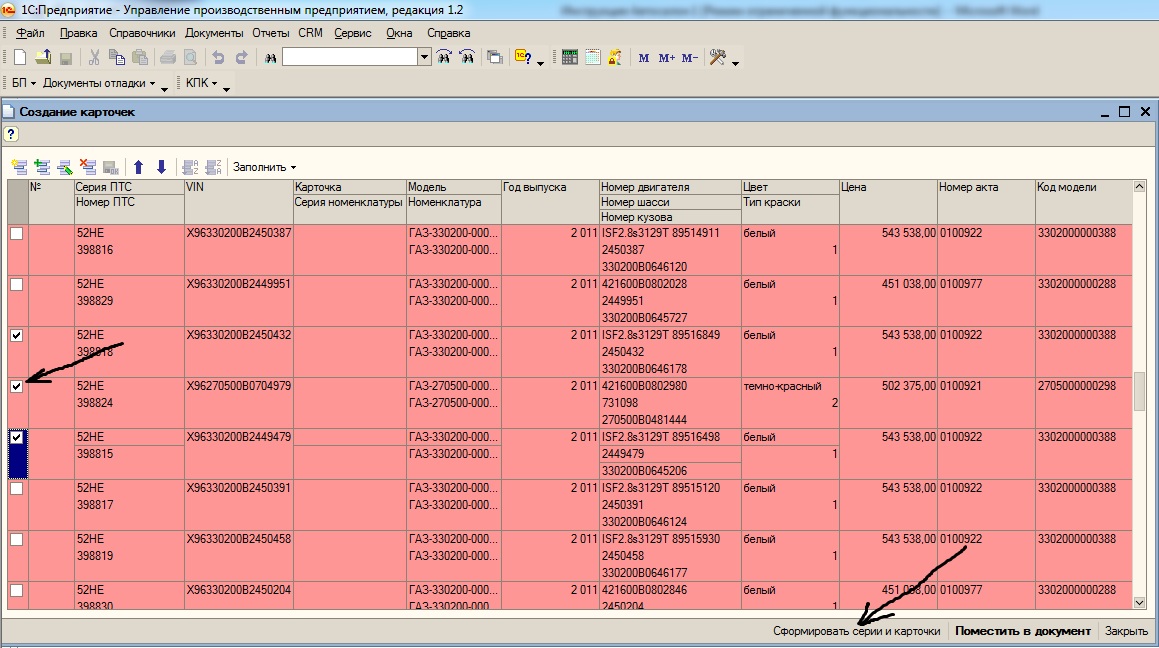 1С:Предприятие - Управление производственным предприятием, редакция 1.2
Файл Правка Справочники Документы Отчеты CRM Сервис Окна Справка
M M+ M-
БП Документы отладки КПК
Создание карточек
?
Заполнить
№ Серия ПТС VIN Карточка Модель Год выпуска Номер двигателя Цвет Цена Номер акта Код модели
Номер ПТС Серия номенклатуры Номенклатура Номер шасси Тип краски
Номер кузова
52НЕ X96330200B2450387 ГАЗ-330200-000... 2 011 ISF2.8s3129T 89514911 белый 543 538,00 0100922 3302000000388
398816 ГАЗ-330200-000... 2450387 1
330200B0646120
52НЕ X96330200B2449951 ГАЗ-330200-000... 2 011 421600B0802028 белый 451 038,00 0100977 3302000000288
398829 ГАЗ-330200-000... 2449951 1
330200B0645727
52НЕ X96330200B2450432 ГАЗ-330200-000... 2 011 ISF2.8s3129T 89516849 белый 543 538,00 0100922 3302000000388
398818 ГАЗ-330200-000... 2450432 1
330200B0646178
52НЕ X96270500B0704979 ГАЗ-270500-000... 2 011 421600B0802980 темно-красный 502 375,00 0100921 2705000000298
398824 ГАЗ-270500-000... 731098 2
270500B0481444
52НЕ X96330200B2449479 ГАЗ-330200-000... 2 011 ISF2.8s3129T 89516498 белый 543 538,00 0100922 3302000000388
398815 ГАЗ-330200-000... 2449479 1
330200B0645206
52НЕ X96330200B2450391 ГАЗ-330200-000... 2 011 ISF2.8s3129T 89515120 белый 543 538,00 0100922 3302000000388
398817 ГАЗ-330200-000... 2450391 1
330200B0646124
52НЕ X96330200B2450458 ГАЗ-330200-000... 2 011 ISF2.8s3129T 89515930 белый 543 538,00 0100922 3302000000388
398819 ГАЗ-330200-000... 2450458 1
330200B0646177
52НЕ X96330200B2450204 ГАЗ-330200-000... 2 011 421600B0802846 белый 451 038,00 0100977 3302000000288
398830 ГАЗ-330200-000... 2450204 1
Сформировать серии и карточки Поместить в документ Закрыть